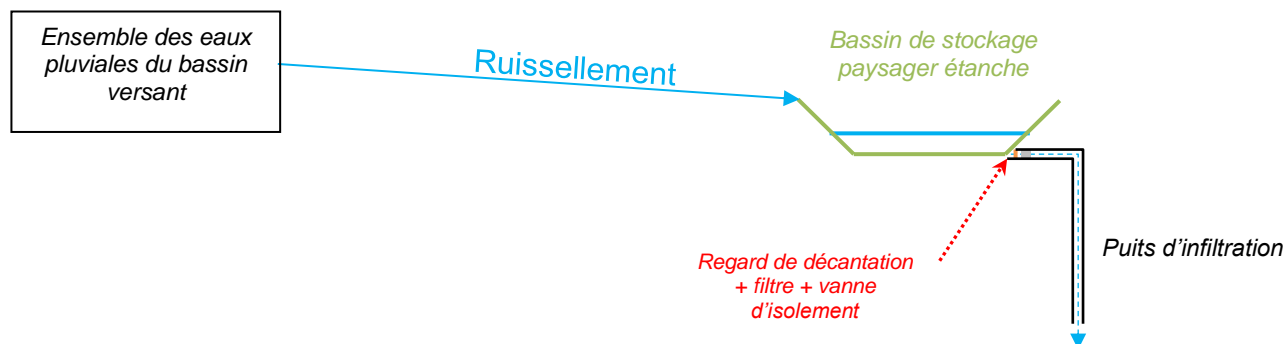 Ensemble des eaux
pluviales du bassin
versant
Ruissellement
Bassin de stockage
paysager étanche
Regard de décantation
+ filtre + vanne
d’isolement
Puits d’infiltration